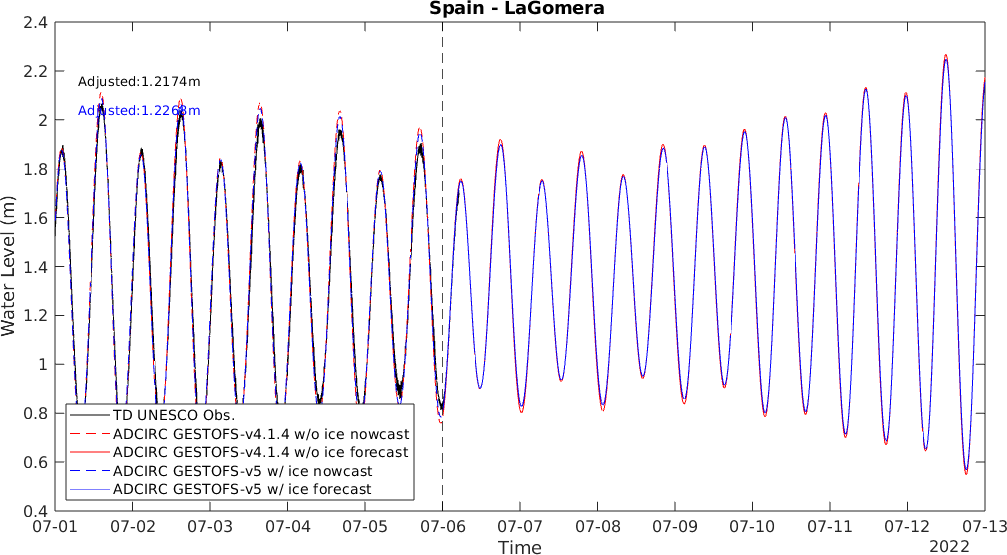 Spain - LaGomera
2.4
2.2
2
1.8
1.6
1.4
1.2
1
0.8
0.6
0.4
Water Level (m)
Adjusted:1.2174m
Adjusted:1.2268m
TD UNESCO Obs.
ADCIRC GESTOFS-v4.1.4 w/o ice nowcast
ADCIRC GESTOFS-v4.1.4 w/o ice forecast
ADCIRC GESTOFS-v5 w/ ice nowcast
ADCIRC GESTOFS-v5 w/ ice forecast
07-01 07-02 07-03 07-04 07-05 07-06 07-07 07-08 07-09 07-10 07-11 07-12 07-13
Time
2022